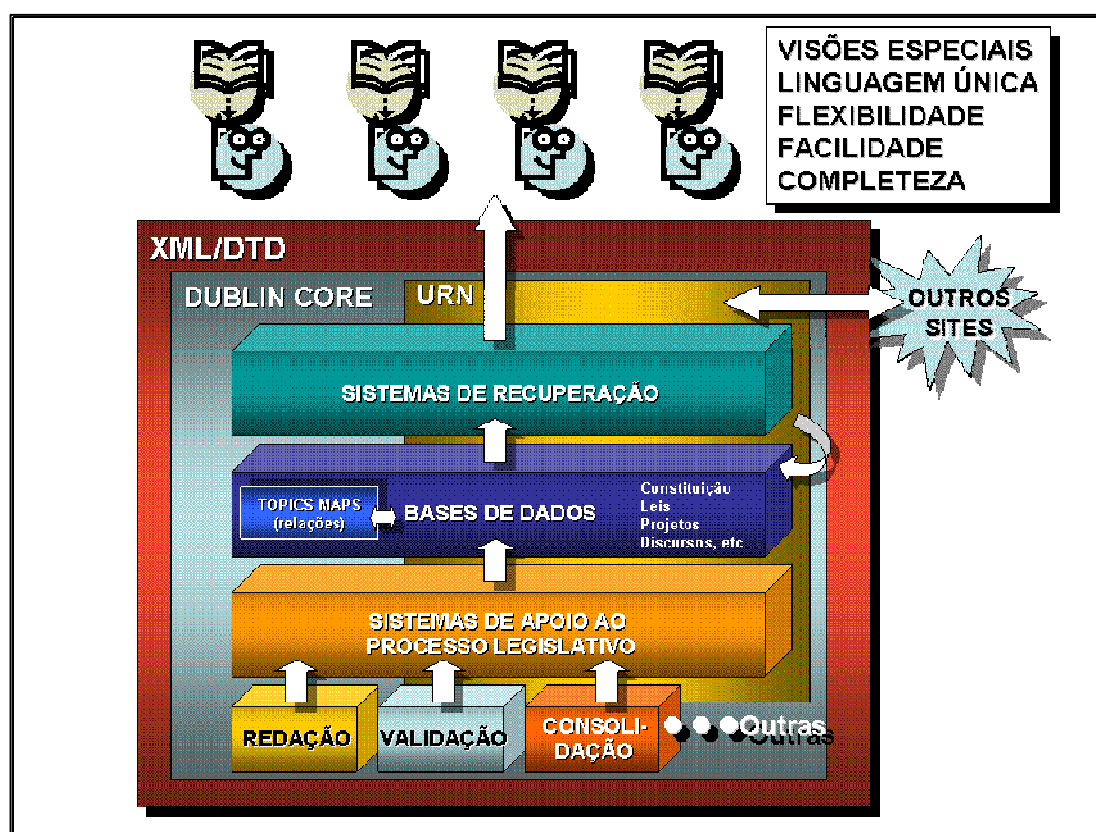 VISÕES ESPECIAIS
LINGUAGEM ÚNICA
FLEXIBILIDADE
FACILIDADE
COMPLETEZA
XML/DTD
DUBLIN CORE
URN
OUTROS
SITES
SISTEMAS DE RECUPERAÇÃO
TOPICS MAPS
(relações)
BASES DE DADOS
Constituição
Leis
Projetos
Discursos, etc
SISTEMAS DE APOIO AO
PROCESSO LEGISLATIVO
REDAÇÃO
VALIDAÇÃO
CONSOLI-
DAÇÃO
Outras